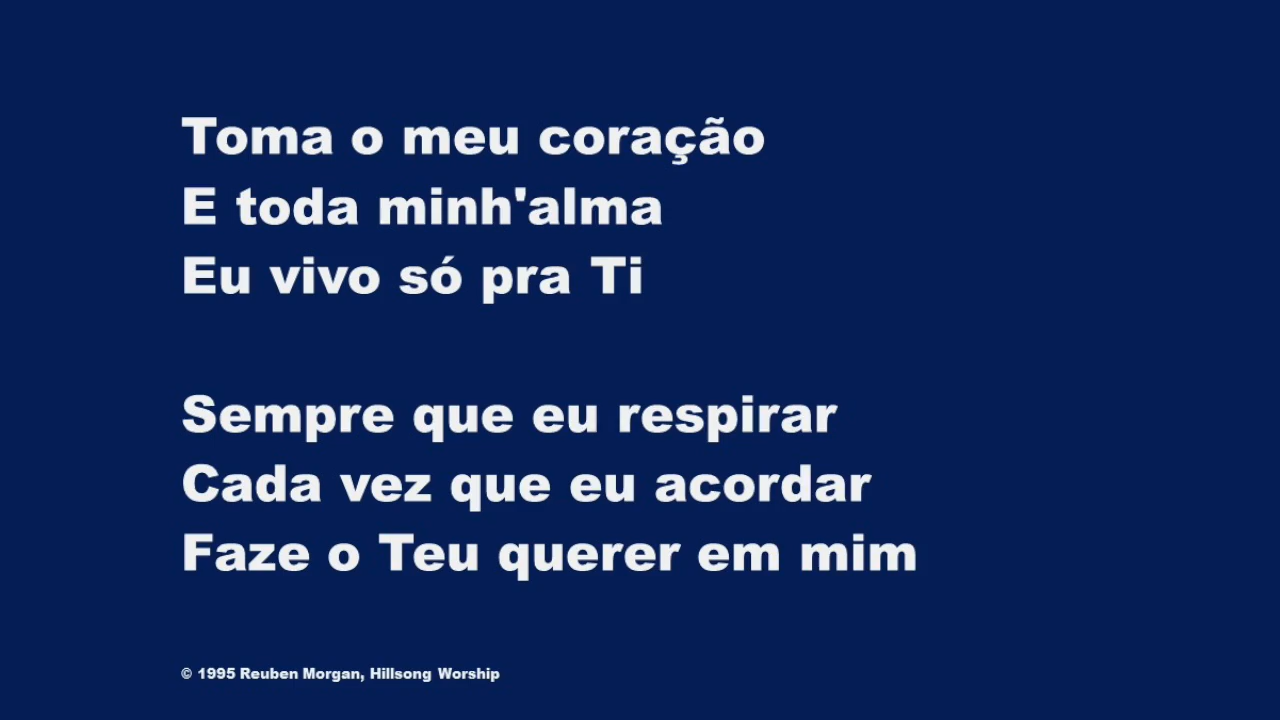 Toma o meu coração
E toda minh'alma
Eu vivo só pra Ti
Sempre que eu respirar
Cada vez que eu acordar
Faze o Teu querer em mim
© 1995 Reuben Morgan, Hillsong Worship